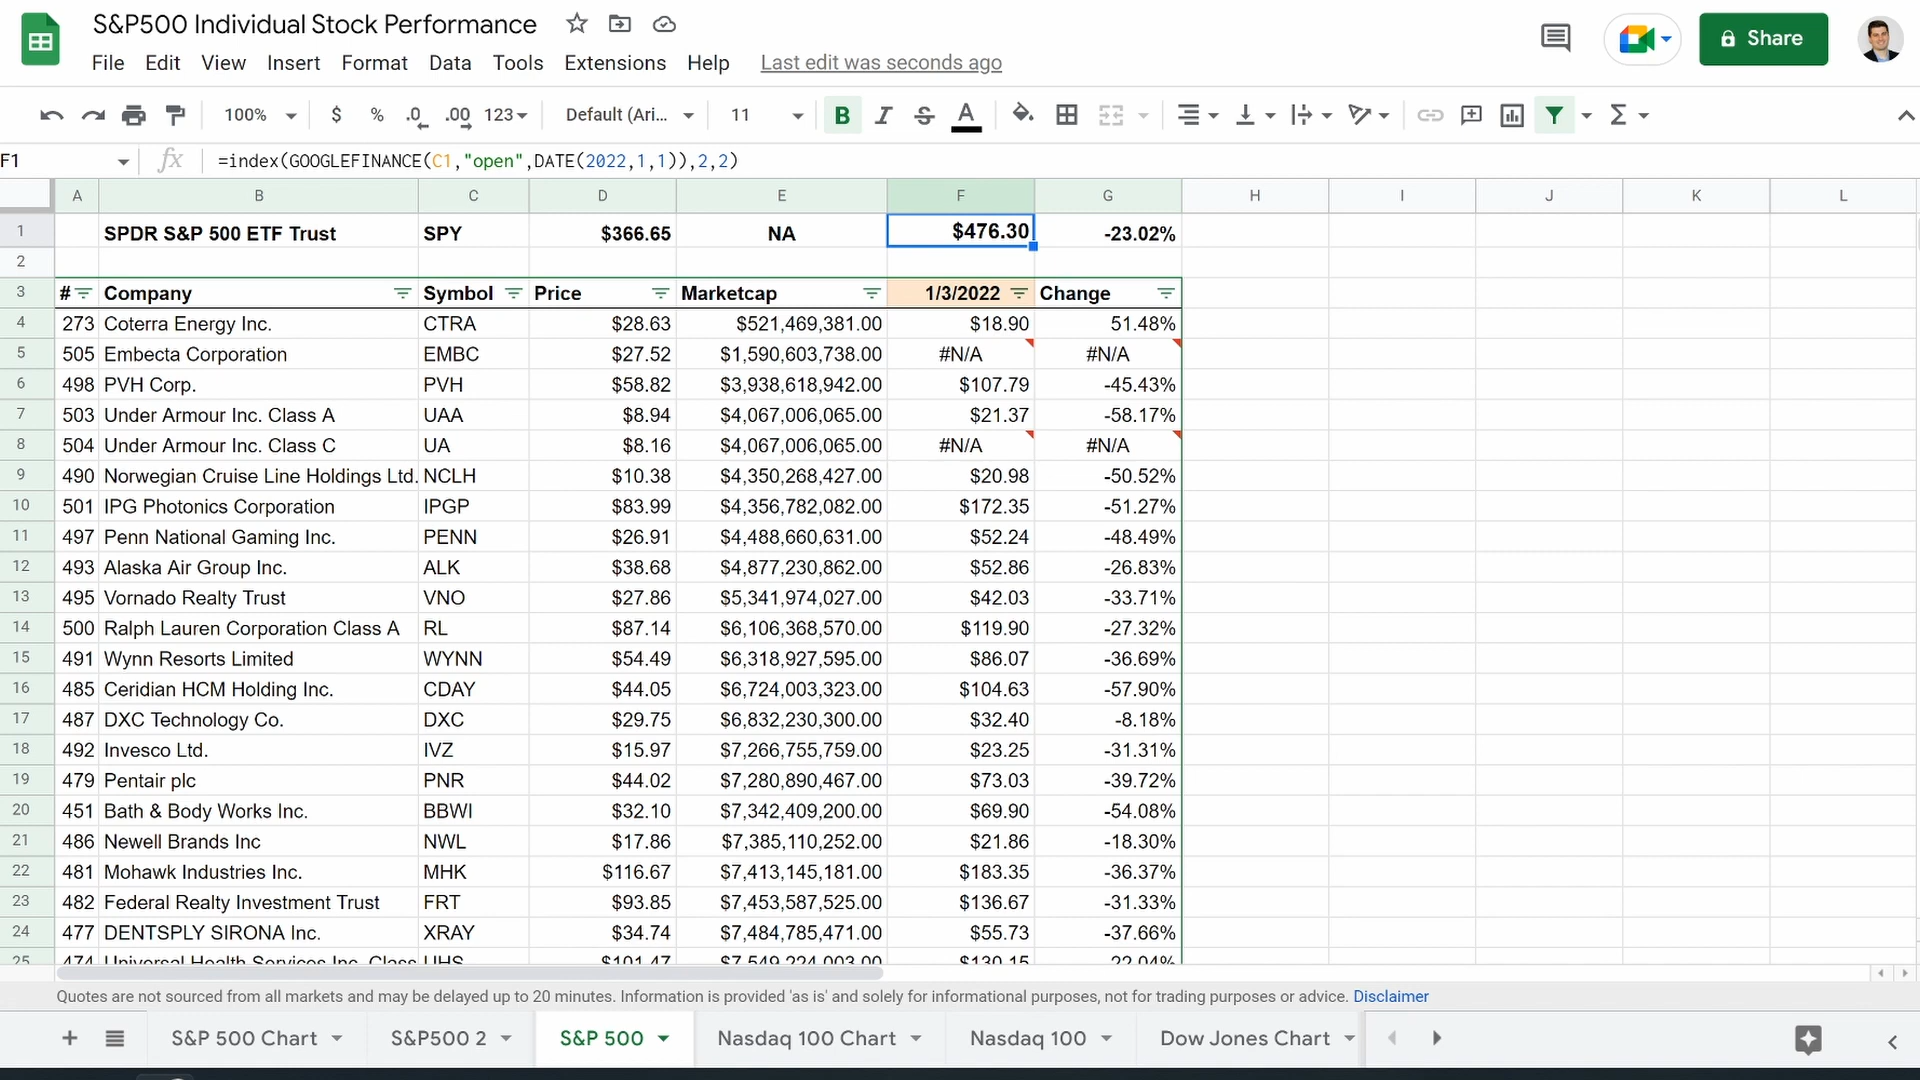 S&P500 Individual Stock Performance
File Edit View Insert Format Data Tools Extensions Help Last edit was seconds ago
Share
100% $ % .0 .00 123 Default (Ari... 11 B I S A Σ
F1 fx =index(GOOGLEFINANCE(C1,"open",DATE(2022,1,1)),2,2)
A B C D E F G H I J K L
1 SPDR S&P 500 ETF Trust SPY $366.65 NA $476.30 -23.02%
2
3 # Company Symbol Price Marketcap 1/3/2022 Change
4 273 Coterra Energy Inc. CTRA $28.63 $521,469,381.00 $18.90 51.48%
5 505 Embecta Corporation EMBC $27.52 $1,590,603,738.00 #N/A #N/A
6 498 PVH Corp. PVH $58.82 $3,938,618,942.00 $107.79 -45.43%
7 503 Under Armour Inc. Class A UAA $8.94 $4,067,006,065.00 $21.37 -58.17%
8 504 Under Armour Inc. Class C UA $8.16 $4,067,006,065.00 #N/A #N/A
9 490 Norwegian Cruise Line Holdings Ltd. NCLH $10.38 $4,350,268,427.00 $20.98 -50.52%
10 501 IPG Photonics Corporation IPGP $83.99 $4,356,782,082.00 $172.35 -51.27%
11 497 Penn National Gaming Inc. PENN $26.91 $4,488,660,631.00 $52.24 -48.49%
12 493 Alaska Air Group Inc. ALK $38.68 $4,877,230,862.00 $52.86 -26.83%
13 495 Vornado Realty Trust VNO $27.86 $5,341,974,027.00 $42.03 -33.71%
14 500 Ralph Lauren Corporation Class A RL $87.14 $6,106,368,570.00 $119.90 -27.32%
15 491 Wynn Resorts Limited WYNN $54.49 $6,318,927,595.00 $86.07 -36.69%
16 485 Ceridian HCM Holding Inc. CDAY $44.05 $6,724,003,323.00 $104.63 -57.90%
17 487 DXC Technology Co. DXC $29.75 $6,832,230,300.00 $32.40 -8.18%
18 492 Invesco Ltd. IVZ $15.97 $7,266,755,759.00 $23.25 -31.31%
19 479 Pentair plc PNR $44.02 $7,280,890,467.00 $73.03 -39.72%
20 451 Bath & Body Works Inc. BBWI $32.10 $7,342,409,200.00 $69.90 -54.08%
21 486 Newell Brands Inc NWL $17.86 $7,385,110,252.00 $21.86 -18.30%
22 481 Mohawk Industries Inc. MHK $116.67 $7,413,145,181.00 $183.35 -36.37%
23 482 Federal Realty Investment Trust FRT $93.85 $7,453,587,525.00 $136.67 -31.33%
24 477 DENTSPLY SIRONA Inc. XRAY $34.74 $7,484,785,471.00 $55.73 -37.66%
25 474 Universal Health Services Inc. Class UHS $101.47 $7,549,224,003.00 $130.15 -22.04%
Quotes are not sourced from all markets and may be delayed up to 20 minutes. Information is provided 'as is' and solely for informational purposes, not for trading purposes or advice. Disclaimer
S&P 500 Chart S&P500 2 S&P 500 Nasdaq 100 Chart Nasdaq 100 Dow Jones Chart